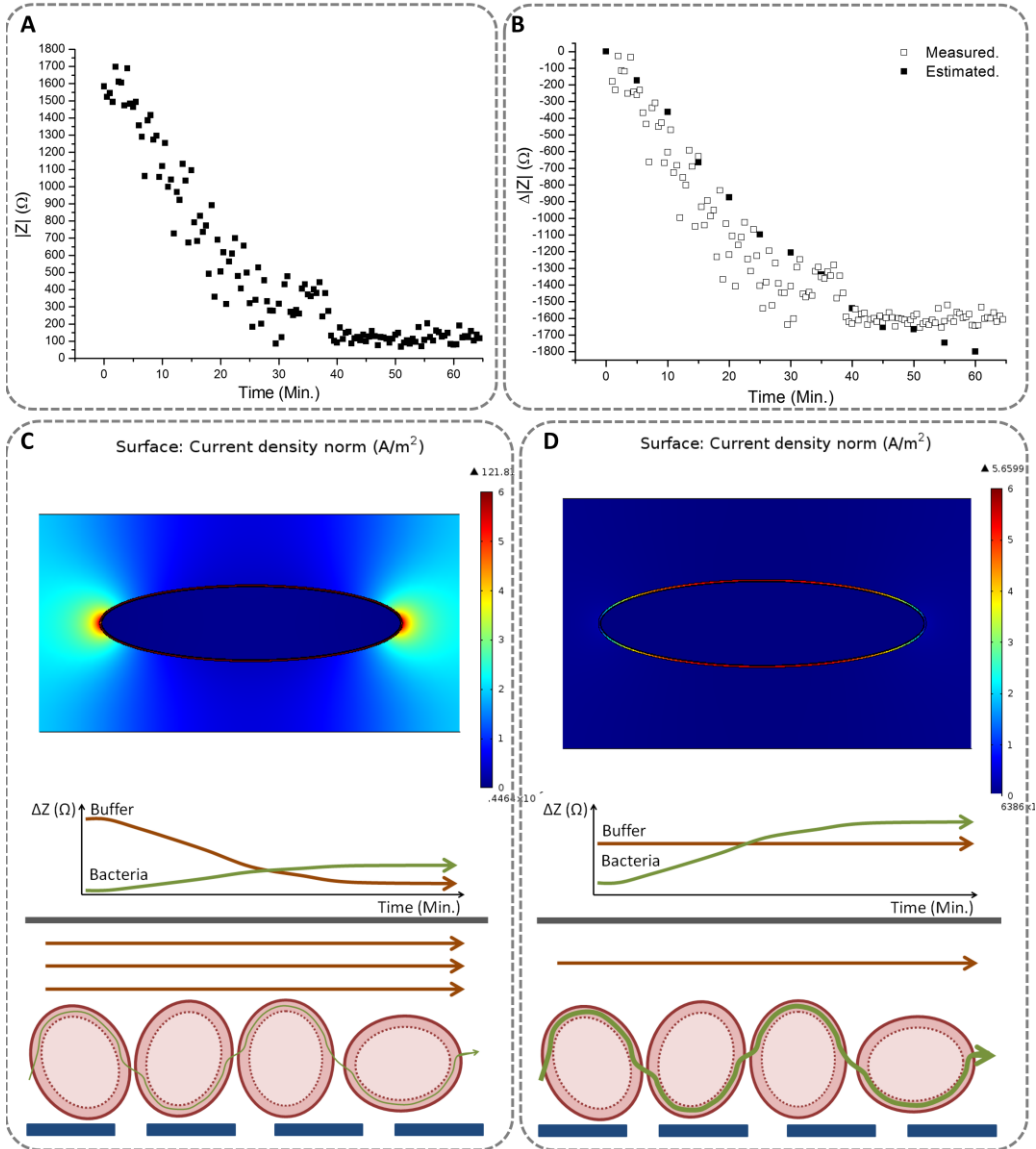 A
1800
1700
1600
1500
1400
1300
1200
1100
1000
900
800
700
600
500
400
300
200
100
0
|Z| (Ω)
0 10 20 30 40 50 60
Time (Min.)
B
0
-100
-200
-300
-400
-500
-600
-700
-800
-900
-1000
-1100
-1200
-1300
-1400
-1500
-1600
-1700
-1800
Δ|Z| (Ω)
Measured.
Estimated.
0 10 20 30 40 50 60
Time (Min.)
C
Surface: Current density norm (A/m²)
▲ 121.8
6
5
4
3
2
1
0
ΔZ (Ω)
Buffer
Bacteria
Time (Min.)
D
Surface: Current density norm (A/m²)
▲ 5.6599
6
5
4
3
2
1
0
ΔZ (Ω)
Buffer
Bacteria
Time (Min.)